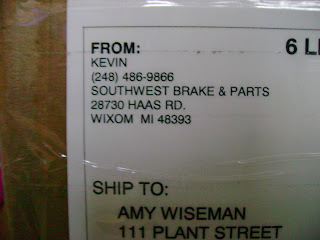 FROM: 6 L
KEVIN
(248) 486-9866
SOUTHWEST BRAKE & PARTS
28730 HAAS RD.
WIXOM MI 48393
SHIP TO:
AMY WISEMAN
111 PLANT STREET